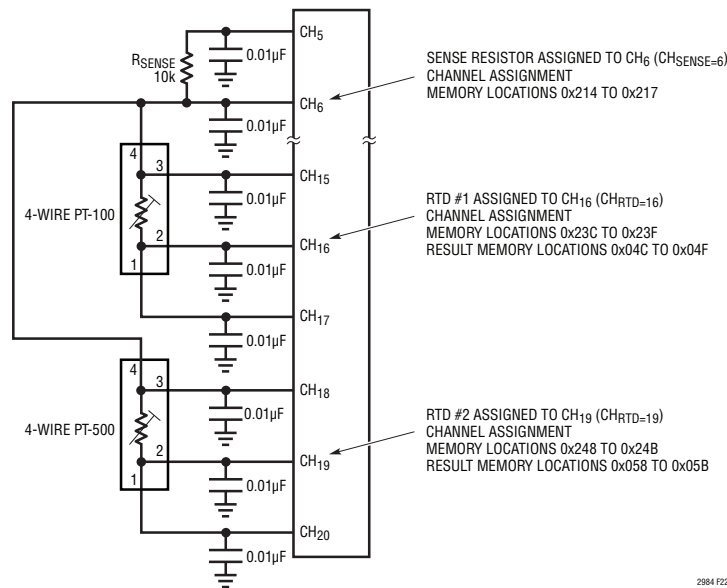 CH5
0.01µF
RSENSE
10k
CH6
0.01µF
SENSE RESISTOR ASSIGNED TO CH6 (CHSENSE=6)
CHANNEL ASSIGNMENT
MEMORY LOCATIONS 0x214 TO 0x217
4
3
CH15
0.01µF
4-WIRE PT-100
2
CH16
0.01µF
1
RTD #1 ASSIGNED TO CH16 (CHRTD=16)
CHANNEL ASSIGNMENT
MEMORY LOCATIONS 0x23C TO 0x23F
RESULT MEMORY LOCATIONS 0x04C TO 0x04F
CH17
0.01µF
4
3
CH18
0.01µF
4-WIRE PT-500
2
CH19
0.01µF
1
RTD #2 ASSIGNED TO CH19 (CHRTD=19)
CHANNEL ASSIGNMENT
MEMORY LOCATIONS 0x248 TO 0x24B
RESULT MEMORY LOCATIONS 0x058 TO 0x05B
CH20
0.01µF
2984 F22